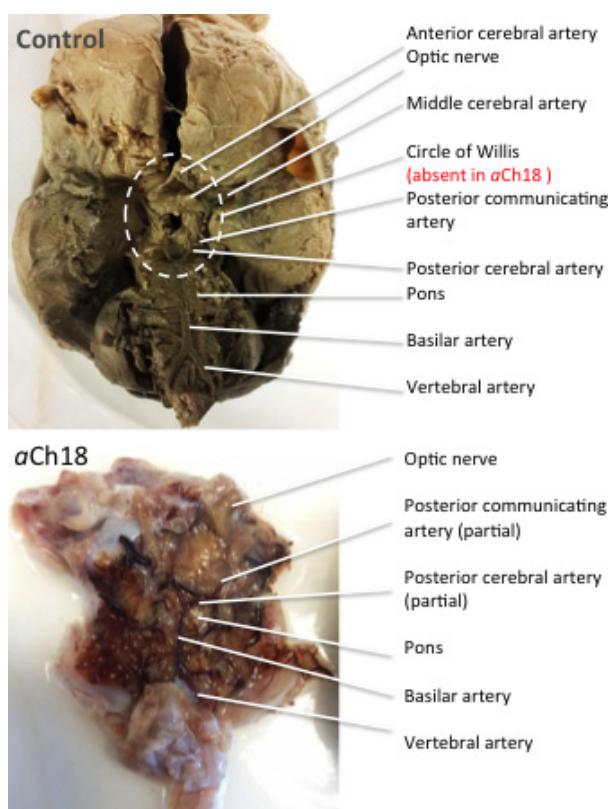 Control
Anterior cerebral artery
Optic nerve
Middle cerebral artery
Circle of Willis
(absent in aCh18 )
Posterior communicating
artery
Posterior cerebral artery
Pons
Basilar artery
Vertebral artery
aCh18
Optic nerve
Posterior communicating
artery (partial)
Posterior cerebral artery
(partial)
Pons
Basilar artery
Vertebral artery